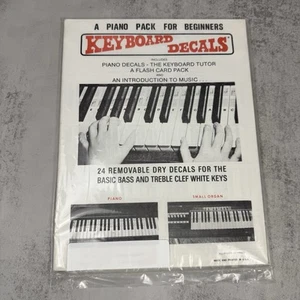 A PIANO PACK FOR BEGINNERS
KEYBOARD
DECALS
PIANO DECALS - THE KEYBOARD TUTOR
A FLASH CARD PACK
AND
AN INTRODUCTION TO MUSIC . . .
24 REMOVABLE DRY DECALS FOR THE
BASIC BASS AND TREBLE CLEF WHITE KEYS
PIANO
SMALL ORGAN